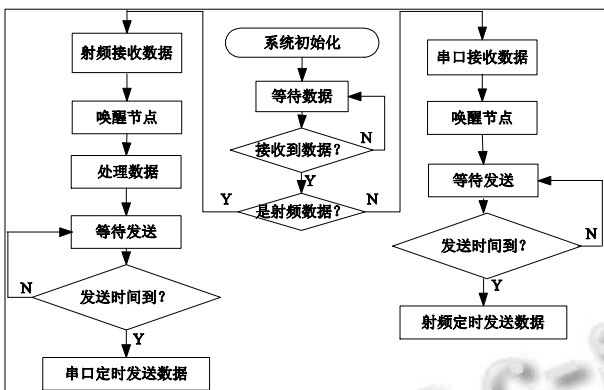 系统初始化
等待数据
接收到数据?
N
Y
是射频数据?
Y
N
射频接收数据
唤醒节点
处理数据
等待发送
发送时间到?
N
Y
串口定时发送数据
串口接收数据
唤醒节点
等待发送
发送时间到?
N
Y
射频定时发送数据